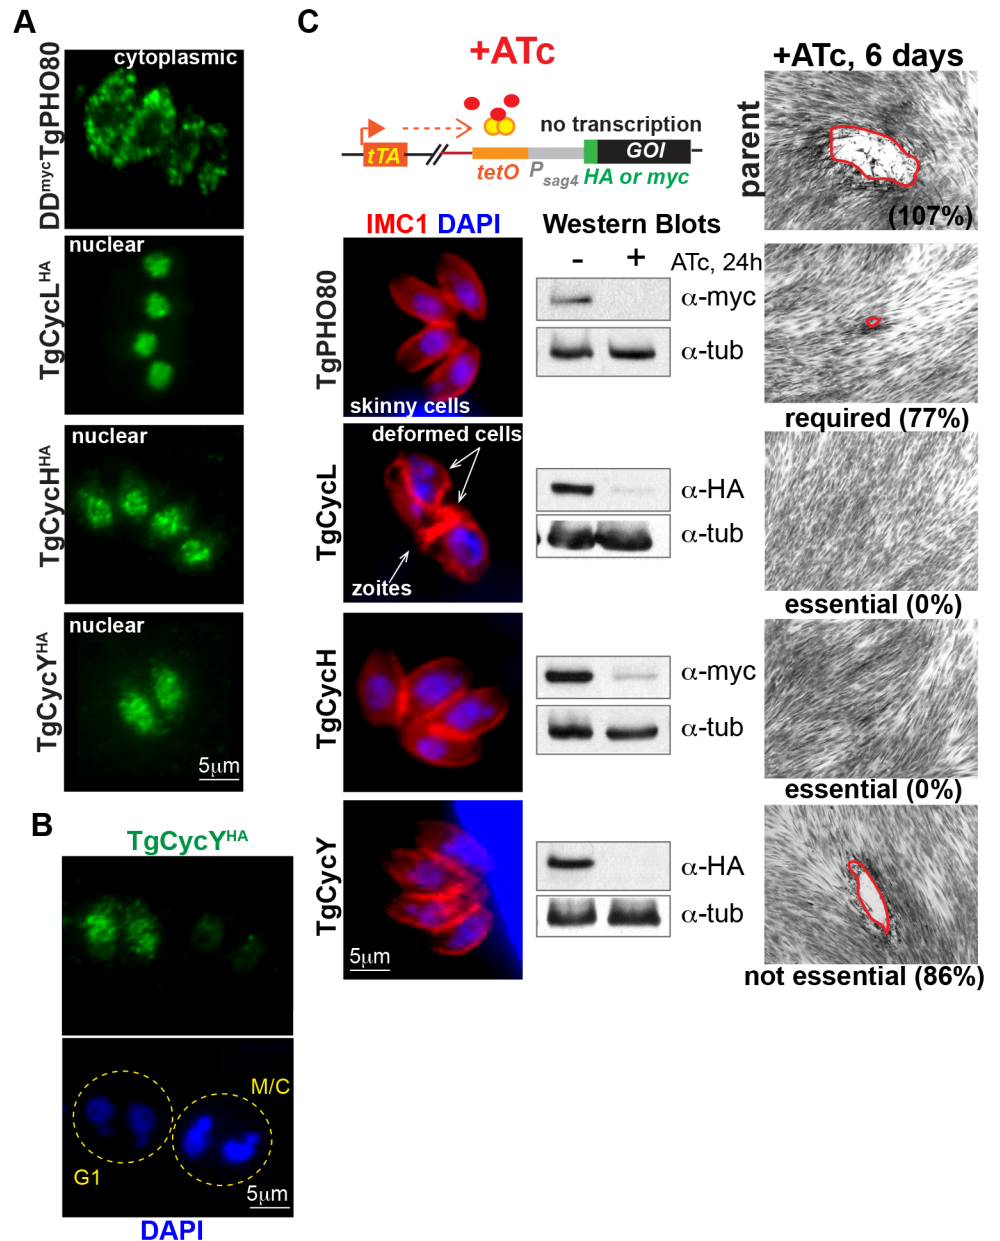 A
DDmycTgPHO80
cytoplasmic
TgCycLHA
nuclear
TgCycHHA
nuclear
TgCycYHA
nuclear
5μm
B
TgCycYHA
G1
M/C
5μm
DAPI
C
+ATc
no transcription
tTA
tetO
Psag4
HA or myc
GOI
IMC1 DAPI
Western Blots
- + ATc, 24h
TgPHO80
skinny cells
α-myc
α-tub
TgCycL
deformed cells
zoites
α-HA
α-tub
TgCycH
α-myc
α-tub
TgCycY
5μm
α-HA
α-tub
+ATc, 6 days
parent
(107%)
required (77%)
essential (0%)
essential (0%)
not essential (86%)